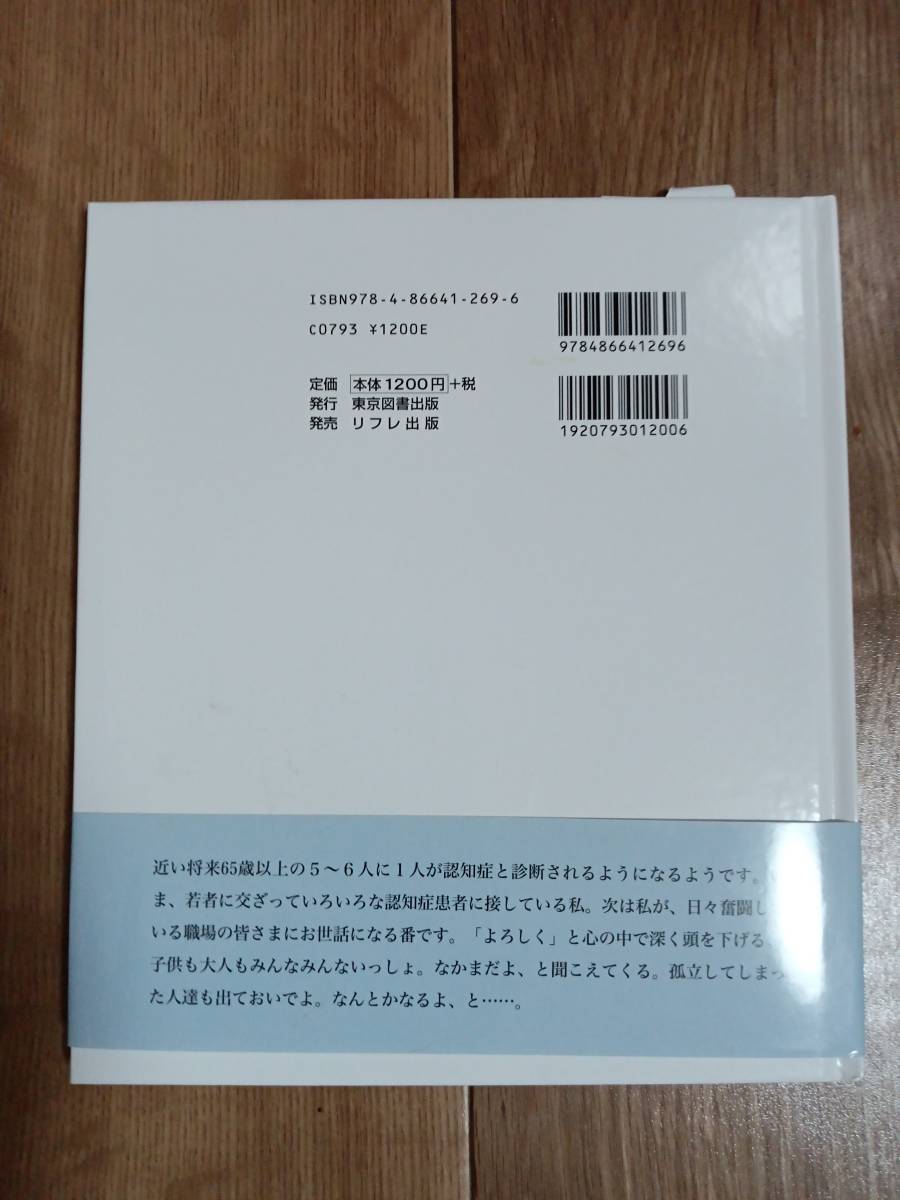 ISBN978-4-86641-269-6
C0793 ¥1200E
定価 本体1200円+税
発行 東京図書出版
発売 リフレ出版
9784866412696
1920793012006
近い将来65歳以上の5～6人に1人が認知症と診断されるようになるようです。
ま、若者に交ざっていろいろな認知症患者に接している私。次は私が、日々奮闘し
いる職場の皆さまにお世話になる番です。「よろしく」と心の中で深く頭を下げる。
子供も大人もみんなみんないっしょ。なかまだよ、と聞こえてくる。孤立してしまっ
た人達も出ておいでよ。なんとかなるよ、と……。